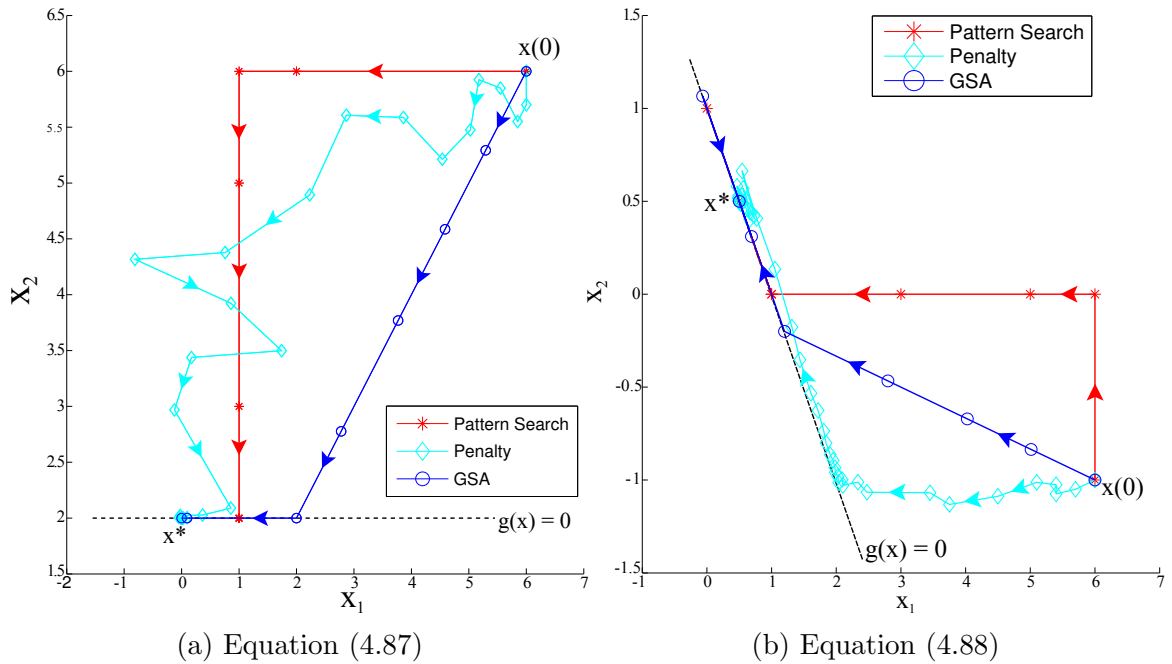 6.5
6
5.5
5
4.5
4
3.5
3
2.5
2
1.5
-2
-1
0
1
2
3
4
5
6
7
X2
X1
x(0)
Pattern Search
Penalty
GSA
g(x) = 0
x*
(a) Equation (4.87)
1.5
1
0.5
0
-0.5
-1
-1.5
-1
0
1
2
3
4
5
6
7
x2
x1
Pattern Search
Penalty
GSA
x*
x(0)
g(x) = 0
(b) Equation (4.88)